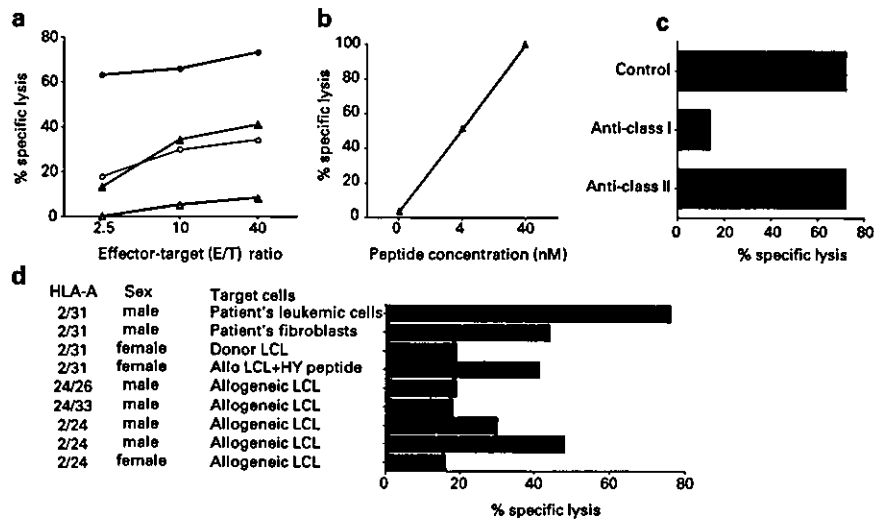 a
80
60
40
20
0
% specific lysis
2.5 10 40
Effector-target (E/T) ratio
b
100
80
60
40
20
0
% specific lysis
0 4 40
Peptide concentration (nM)
c
Control
Anti-class I
Anti-class II
0 20 40 60 80
% specific lysis
d
HLA-A Sex Target cells
2/31 male Patient's leukemic cells
2/31 male Patient's fibroblasts
2/31 female Donor LCL
2/31 female Allo LCL+HY peptide
24/26 male Allogeneic LCL
24/33 male Allogeneic LCL
2/24 male Allogeneic LCL
2/24 male Allogeneic LCL
2/24 female Allogeneic LCL
0 20 40 60 80
% specific lysis